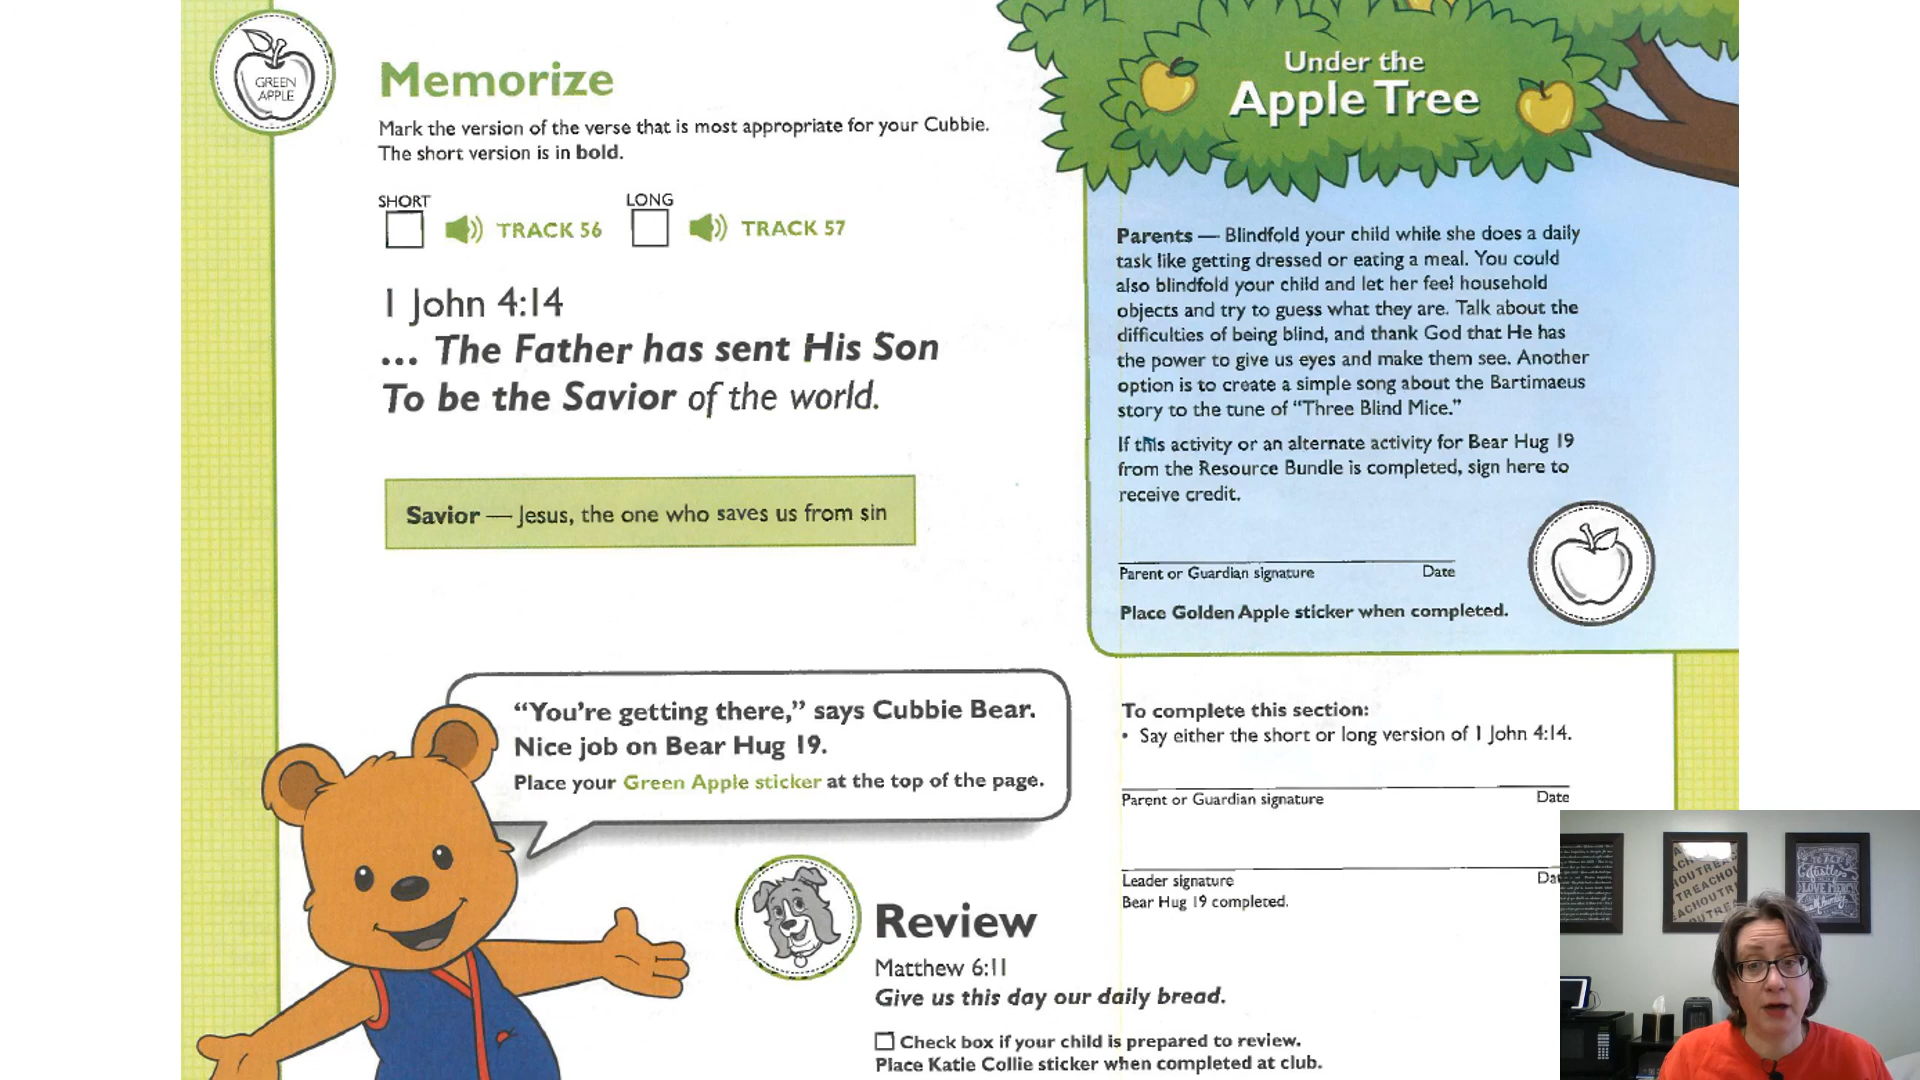 GREEN
APPLE
Memorize
Mark the version of the verse that is most appropriate for your Cubbie.
The short version is in bold.
SHORT
TRACK 56
LONG
TRACK 57
1 John 4:14
... The Father has sent His Son
To be the Savior of the world.
Savior — Jesus, the one who saves us from sin
"You're getting there," says Cubbie Bear.
Nice job on Bear Hug 19.
Place your Green Apple sticker at the top of the page.
Review
Matthew 6:11
Give us this day our daily bread.
Check box if your child is prepared to review.
Place Katie Collie sticker when completed at club.
Under the
Apple Tree
Parents — Blindfold your child while she does a daily
task like getting dressed or eating a meal. You could
also blindfold your child and let her feel household
objects and try to guess what they are. Talk about the
difficulties of being blind, and thank God that He has
the power to give us eyes and make them see. Another
option is to create a simple song about the Bartimaeus
story to the tune of "Three Blind Mice."
If this activity or an alternate activity for Bear Hug 19
from the Resource Bundle is completed, sign here to
receive credit.
Parent or Guardian signature Date
Place Golden Apple sticker when completed.
To complete this section:
• Say either the short or long version of 1 John 4:14.
Parent or Guardian signature Date
Leader signature
Bear Hug 19 completed.
TO ACT
Justly
LOVE MERCY